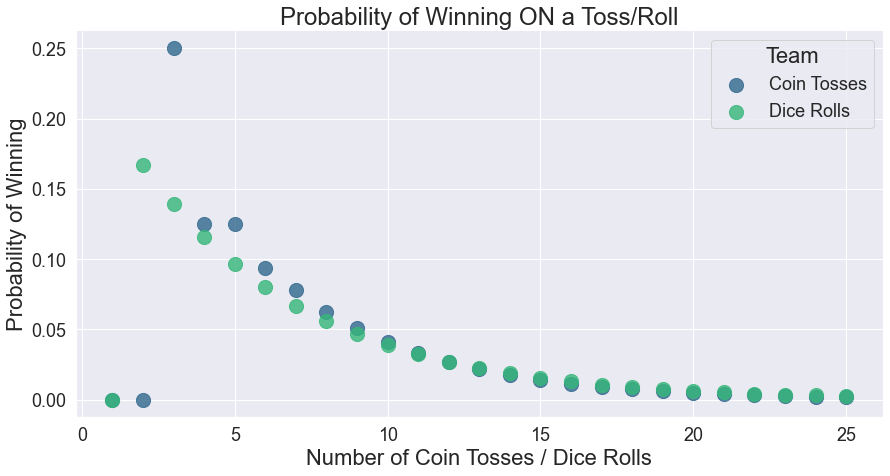 Probability of Winning ON a Toss/Roll
Probability of Winning
0.25
0.20
0.15
0.10
0.05
0.00
0
5
10
15
20
25
Number of Coin Tosses / Dice Rolls
Team
Coin Tosses
Dice Rolls